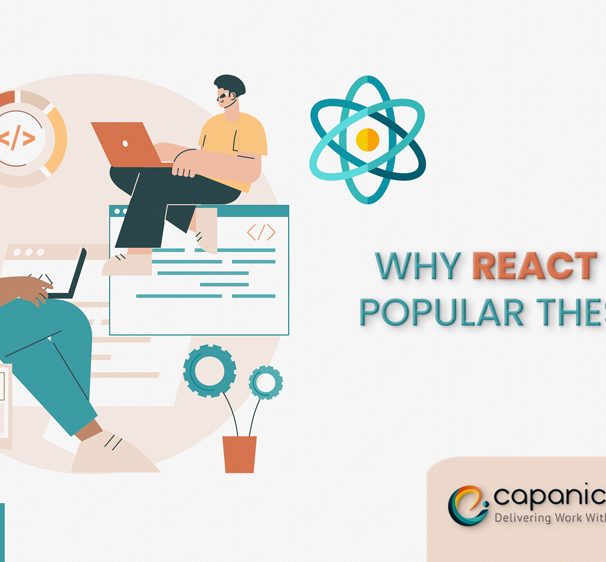 </>
</>
WHY REACT
POPULAR THES
capanic
Delivering Work With